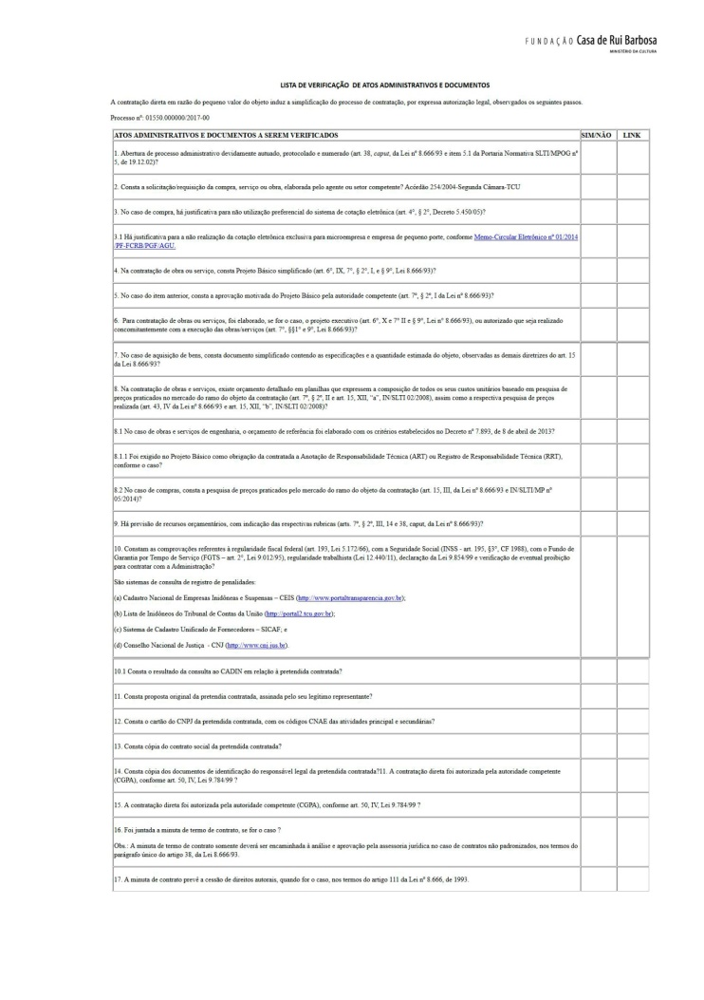 FUNDAÇÃO Casa de Rui Barbosa
MINISTÉRIO DA CULTURA
LISTA DE VERIFICAÇÃO DE ATOS ADMINISTRATIVOS E DOCUMENTOS
A contratação direta em razão do pequeno valor do objeto induz a simplificação do processo de contratação, por expressa autorização legal, observgados os seguintes passos.
Processo nº: 01550.000000/2017-00
ATOS ADMINISTRATIVOS E DOCUMENTOS A SEREM VERIFICADOS SIM/NÃO LINK
1. Abertura de processo administrativo devidamente autuado, protocolado e numerado (art. 38, caput, da Lei nº 8.666/93 e item 5.1 da Portaria Normativa SLTI/MPOG nº
5, de 19.12.02)?
2. Consta a solicitação/requisição da compra, serviço ou obra, elaborada pelo agente ou setor competente? Acórdão 254/2004-Segunda Câmara-TCU
3. No caso de compra, há justificativa para não utilização preferencial do sistema de cotação eletrônica (art. 4°, § 2°, Decreto 5.450/05)?
3.1 Há justificativa para a não realização da cotação eletrônica exclusiva para microempresa e empresa de pequeno porte, conforme Memo-Circular Eletrônico nº 01/2014
/PF-FCRB/PGF/AGU.
4. Na contratação de obra ou serviço, consta Projeto Básico simplificado (art. 6°, IX, 7°, § 2°, I, e § 9°, Lei 8.666/93)?
5. No caso do item anterior, consta a aprovação motivada do Projeto Básico pela autoridade competente (art. 7º, § 2º, I da Lei nº 8.666/93)?
6. Para contratação de obras ou serviços, foi elaborado, se for o caso, o projeto executivo (art. 6°, X e 7° II e § 9°, Lei n° 8.666/93), ou autorizado que seja realizado
concomitantemente com a execução das obras/serviços (art. 7°, §§1° e 9°, Lei 8.666/93)?
7. No caso de aquisição de bens, consta documento simplificado contendo as especificações e a quantidade estimada do objeto, observadas as demais diretrizes do art. 15
da Lei 8.666/93?
8. Na contratação de obras e serviços, existe orçamento detalhado em planilhas que expressem a composição de todos os seus custos unitários baseado em pesquisa de
preços praticados no mercado do ramo do objeto da contratação (art. 7º, § 2º, II e art. 15, XII, “a”, IN/SLTI 02/2008), assim como a respectiva pesquisa de preços
realizada (art. 43, IV da Lei nº 8.666/93 e art. 15, XII, “b”, IN/SLTI 02/2008)?
8.1 No caso de obras e serviços de engenharia, o orçamento de referência foi elaborado com os critérios estabelecidos no Decreto nº 7.893, de 8 de abril de 2013?
8.1.1 Foi exigido no Projeto Básico como obrigação da contratada a Anotação de Responsabilidade Técnica (ART) ou Registro de Responsabilidade Técnica (RRT),
conforme o caso?
8.2 No caso de compras, consta a pesquisa de preços praticados pelo mercado do ramo do objeto da contratação (art. 15, III, da Lei nº 8.666/93 e IN/SLTI/MP nº
05/2014)?
9. Há previsão de recursos orçamentários, com indicação das respectivas rubricas (arts. 7º, § 2º, III, 14 e 38, caput, da Lei nº 8.666/93)?
10. Constam as comprovações referentes à regularidade fiscal federal (art. 193, Lei 5.172/66), com a Seguridade Social (INSS - art. 195, §3°, CF 1988), com o Fundo de
Garantia por Tempo de Serviço (FGTS – art. 2°, Lei 9.012/95), regularidade trabalhista (Lei 12.440/11), declaração da Lei 9.854/99 e verificação de eventual proibição
para contratar com a Administração?
São sistemas de consulta de registro de penalidades:
(a) Cadastro Nacional de Empresas Inidôneas e Suspensas – CEIS (http://www.portaltransparencia.gov.br);
(b) Lista de Inidôneos do Tribunal de Contas da União (http://portal2.tcu.gov.br);
(c) Sistema de Cadastro Unificado de Fornecedores – SICAF; e
(d) Conselho Nacional de Justiça - CNJ (http://www.cnj.jus.br).
10.1 Consta o resultado da consulta ao CADIN em relação à pretendida contratada?
11. Consta proposta original da pretendia contratada, assinada pelo seu legítimo representante?
12. Consta o cartão do CNPJ da pretendida contratada, com os códigos CNAE das atividades principal e secundárias?
13. Consta cópia do contrato social da pretendida contratada?
14. Consta cópia dos documentos de identificação do responsável legal da pretendida contratada?11. A contratação direta foi autorizada pela autoridade competente
(CGPA), conforme art. 50, IV, Lei 9.784/99 ?
15. A contratação direta foi autorizada pela autoridade competente (CGPA), conforme art. 50, IV, Lei 9.784/99 ?
16. Foi juntada a minuta de termo de contrato, se for o caso ?
Obs.: A minuta de termo de contrato somente deverá ser encaminhada à análise e aprovação pela assessoria jurídica no caso de contratos não padronizados, nos termos do
parágrafo único do artigo 38, da Lei 8.666/93.
17. A minuta de contrato prevê a cessão de direitos autorais, quando for o caso, nos termos do artigo 111 da Lei nº 8.666, de 1993.